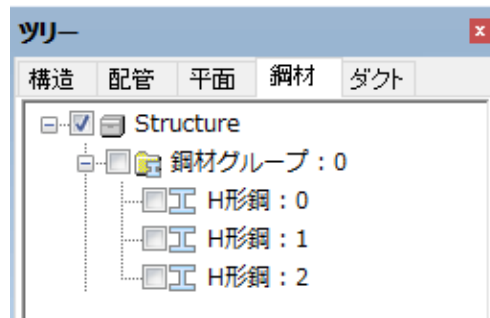 ツリー
構造 配管 平面 鋼材 ダクト
Structure
鋼材グループ：0
H形鋼：0
H形鋼：1
H形鋼：2